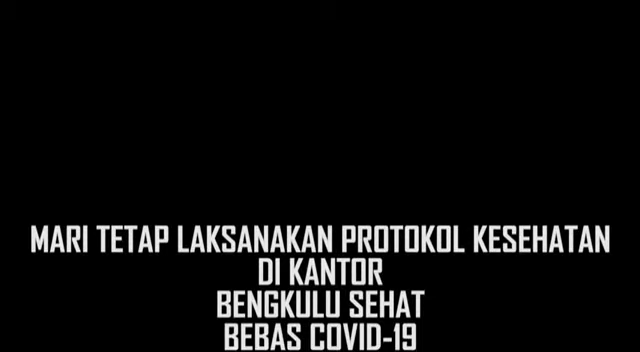 MARI TETAP LAKSANAKAN PROTOKOL KESEHATAN
DI KANTOR
BENGKULU SEHAT
BEBAS COVID-19